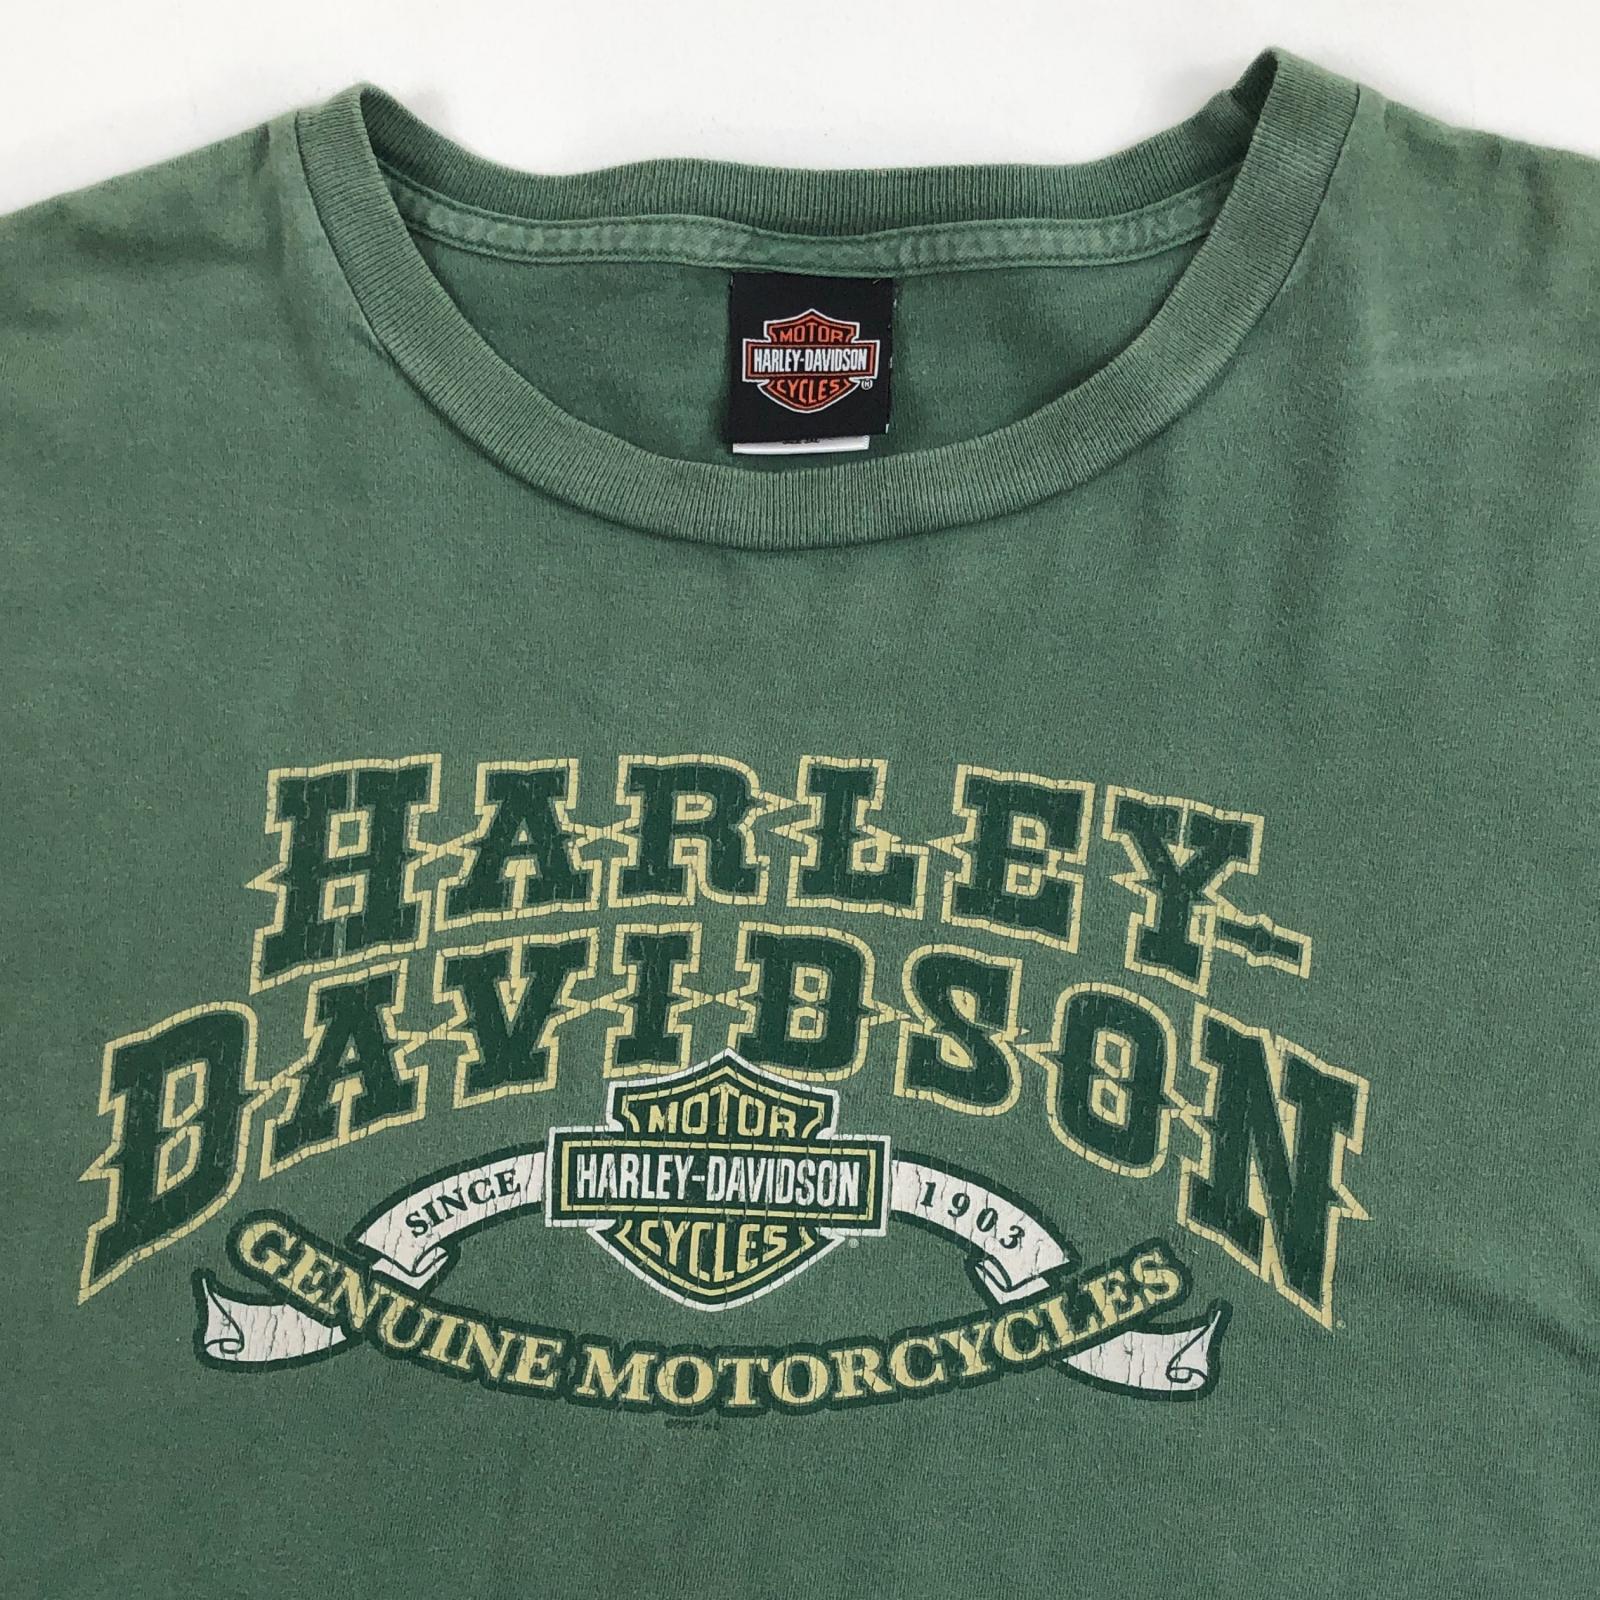 MOTOR
HARLEY-DAVIDSON
CYCLES
HARLEY-
DAVIDSON
MOTOR
SINCE HARLEY-DAVIDSON 1903
CYCLES
GENUINE MOTORCYCLES